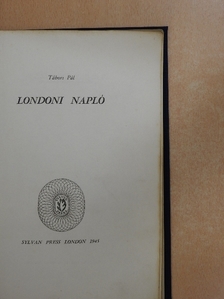 Tábori Pál
LONDONI NAPLÓ
SYLVAN PRESS LONDON 1945